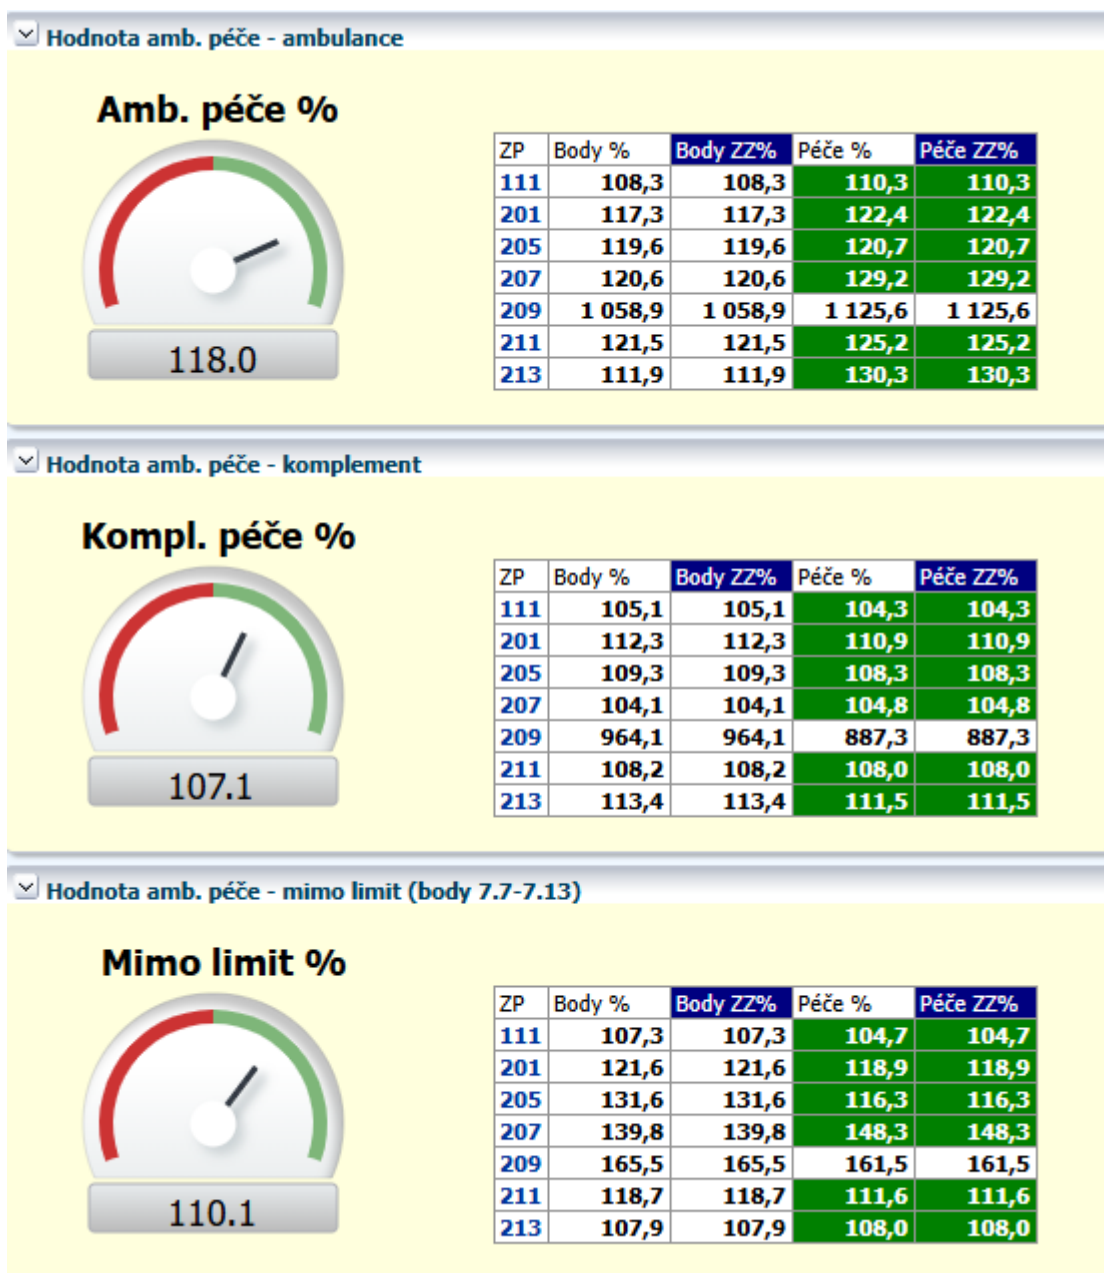 Hodnota amb. péče - ambulance
Amb. péče %
118.0
ZP Body % Body ZZ% Péče % Péče ZZ%
111 108,3 108,3 110,3 110,3
201 117,3 117,3 122,4 122,4
205 119,6 119,6 120,7 120,7
207 120,6 120,6 129,2 129,2
209 1 058,9 1 058,9 1 125,6 1 125,6
211 121,5 121,5 125,2 125,2
213 111,9 111,9 130,3 130,3
Hodnota amb. péče - komplement
Kompl. péče %
107.1
ZP Body % Body ZZ% Péče % Péče ZZ%
111 105,1 105,1 104,3 104,3
201 112,3 112,3 110,9 110,9
205 109,3 109,3 108,3 108,3
207 104,1 104,1 104,8 104,8
209 964,1 964,1 887,3 887,3
211 108,2 108,2 108,0 108,0
213 113,4 113,4 111,5 111,5
Hodnota amb. péče - mimo limit (body 7.7-7.13)
Mimo limit %
110.1
ZP Body % Body ZZ% Péče % Péče ZZ%
111 107,3 107,3 104,7 104,7
201 121,6 121,6 118,9 118,9
205 131,6 131,6 116,3 116,3
207 139,8 139,8 148,3 148,3
209 165,5 165,5 161,5 161,5
211 118,7 118,7 111,6 111,6
213 107,9 107,9 108,0 108,0